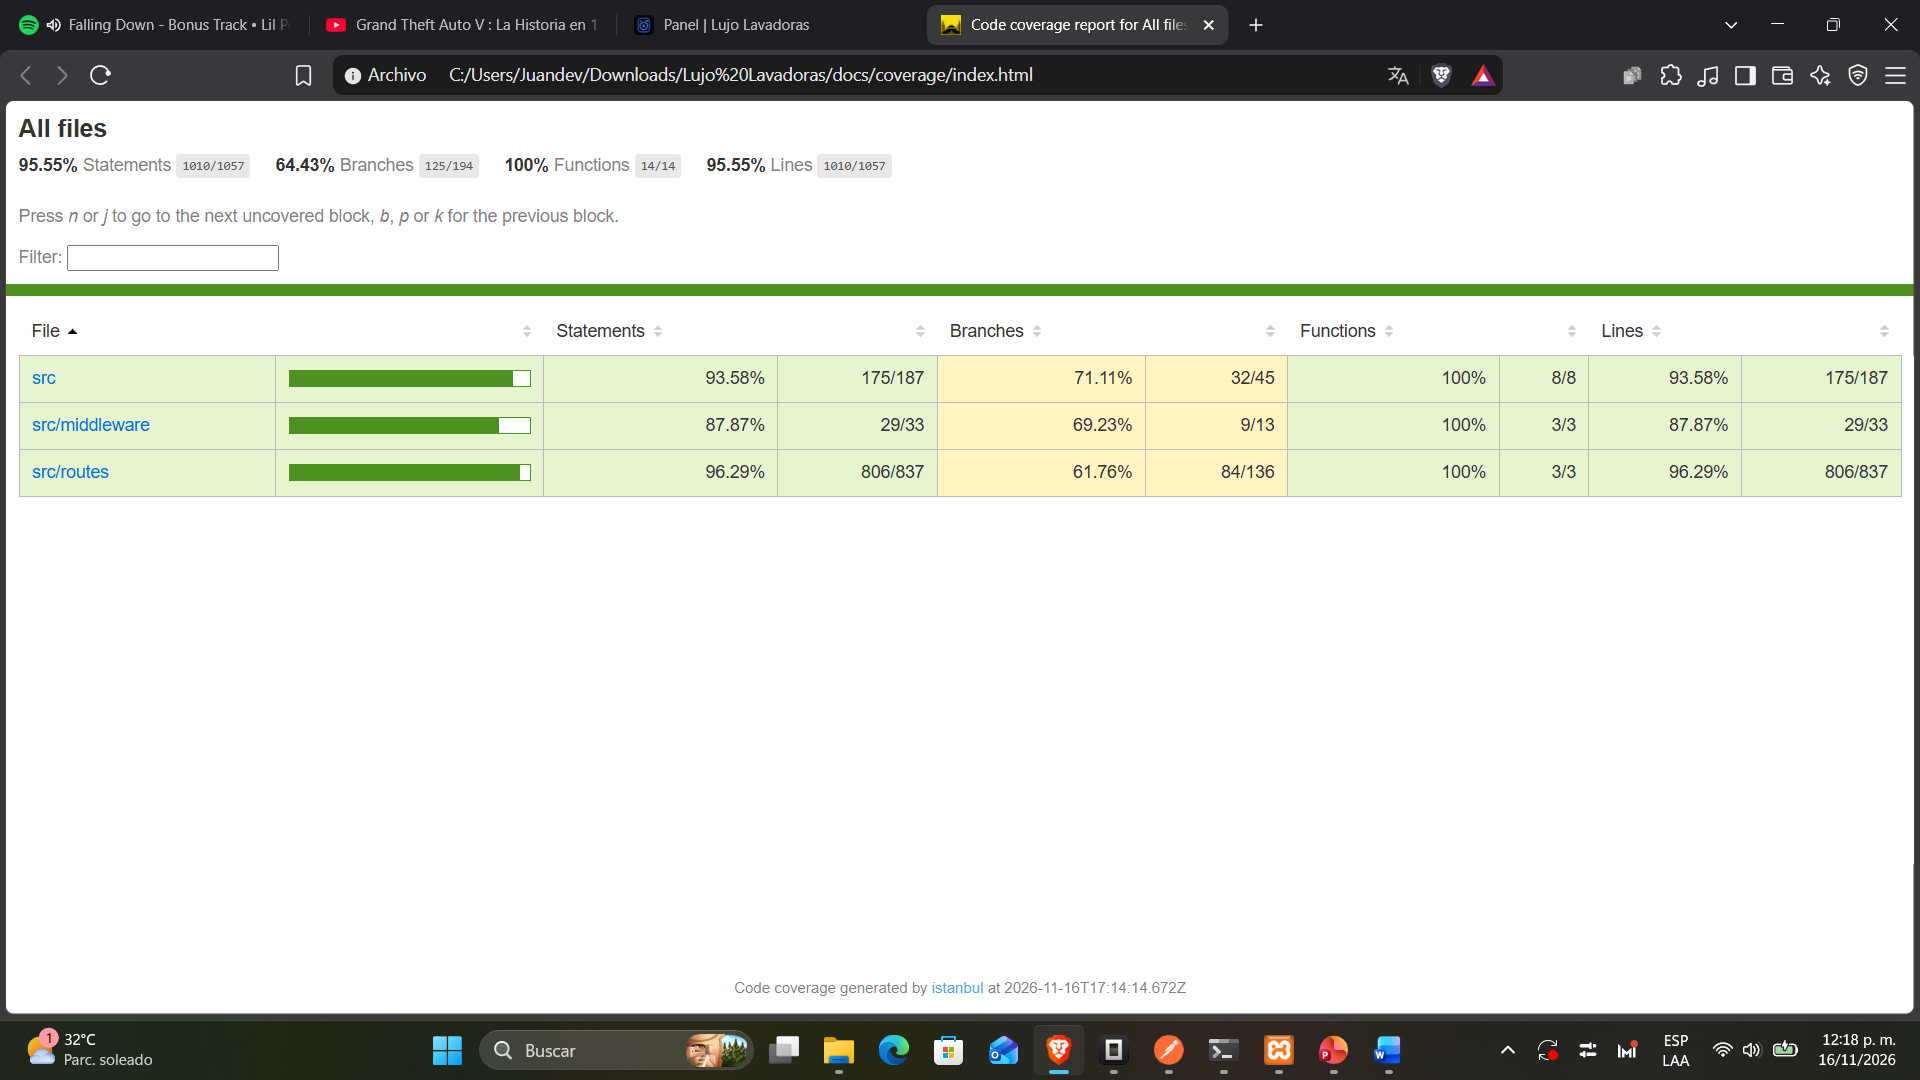 Falling Down - Bonus Track • Lil P
Grand Theft Auto V : La Historia en 1
Panel | Lujo Lavadoras
Code coverage report for All files
Archivo C:/Users/Juandev/Downloads/Lujo%20Lavadoras/docs/coverage/index.html
All files
95.55% Statements 1010/1057 64.43% Branches 125/194 100% Functions 14/14 95.55% Lines 1010/1057
Press n or j to go to the next uncovered block, b, p or k for the previous block.
Filter:
File Statements Branches Functions Lines
src 93.58% 175/187 71.11% 32/45 100% 8/8 93.58% 175/187
src/middleware 87.87% 29/33 69.23% 9/13 100% 3/3 87.87% 29/33
src/routes 96.29% 806/837 61.76% 84/136 100% 3/3 96.29% 806/837
Code coverage generated by istanbul at 2026-11-16T17:14:14.672Z
1
32°C
Parc. soleado
Buscar
ESP
LAA
12:18 p. m.
16/11/2026